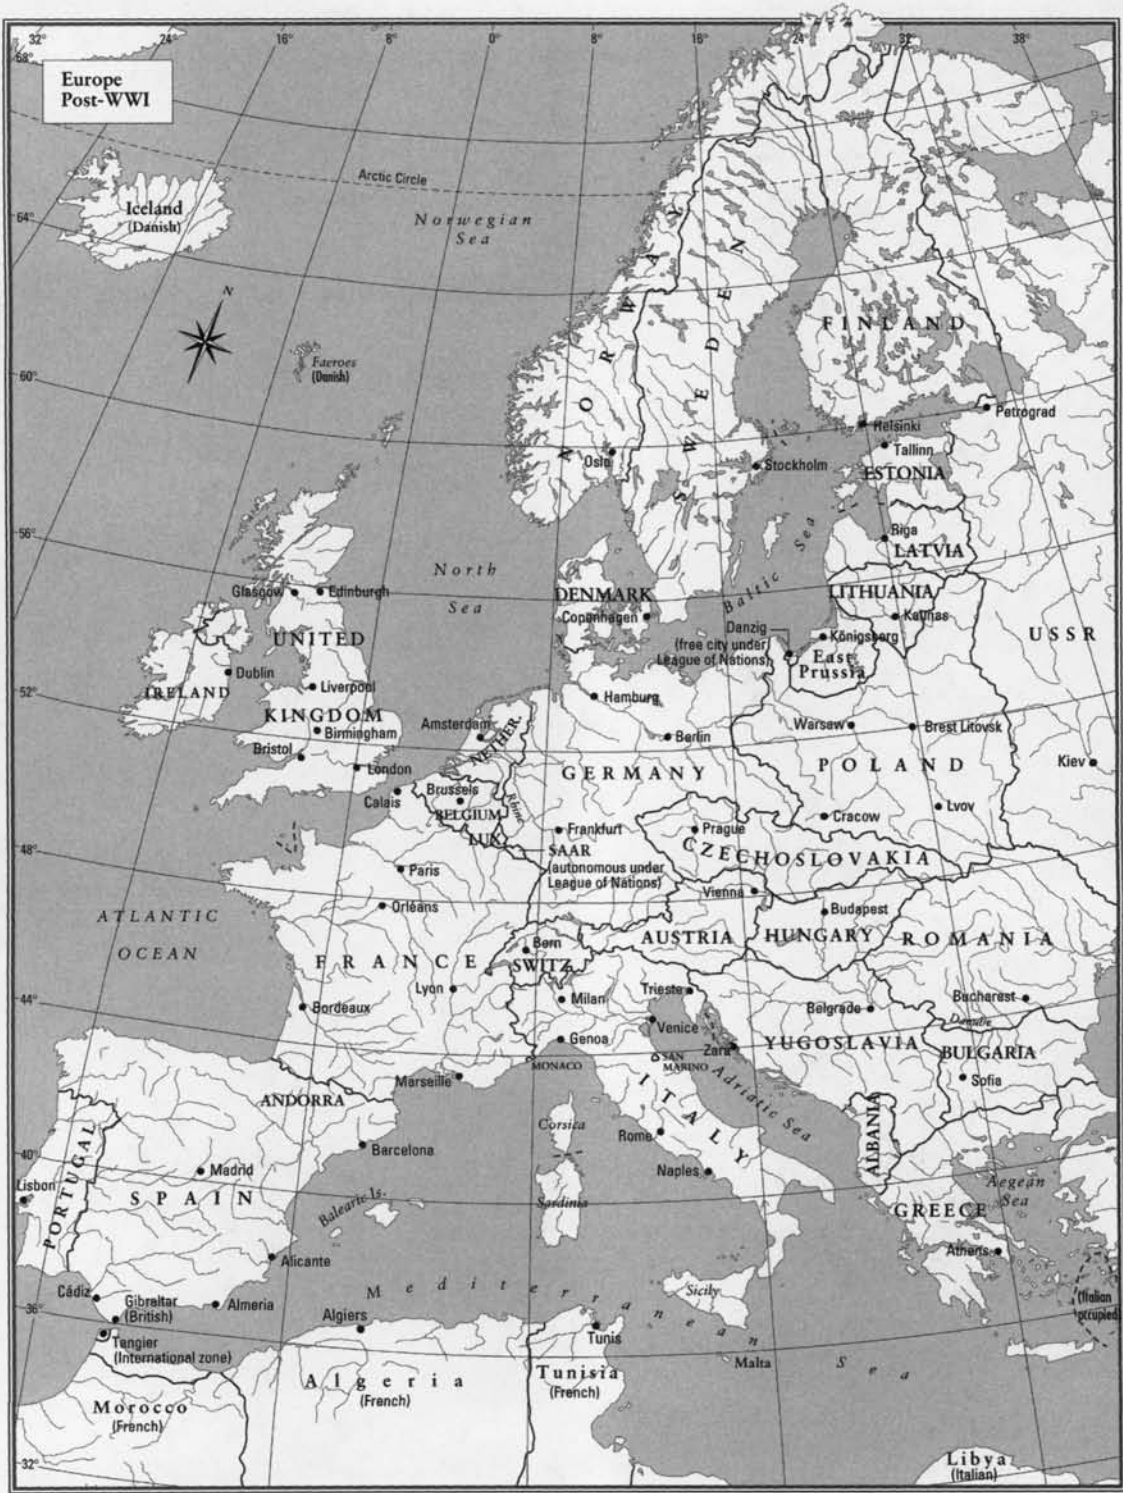 32°
24°
16°
8°
0°
8°
16°
24°
32°
38°
68°
Europe
Post-WWI
Arctic Circle
Iceland
(Danish)
64°
Norwegian
Sea
N
NORWAY
SWEDEN
FINLAND
Faeroes
(Danish)
60°
Petrograd
Helsinki
Tallinn
Oslo
Stockholm
ESTONIA
56°
Riga
LATVIA
North
Sea
Baltic Sea
Glasgow
Edinburgh
DENMARK
Copenhagen
LITHUANIA
Kaunas
UNITED
KINGDOM
Danzig
(free city under
League of Nations)
Königsberg
East
Prussia
USSR
Dublin
IRELAND
Liverpool
52°
Hamburg
Birmingham
Amsterdam
NETHER.
Berlin
Warsaw
Brest Litovsk
Bristol
London
GERMANY
POLAND
Kiev
Calais
Brussels
BELGIUM
Rhine
Lvov
Cracow
LUX.
Frankfurt
Prague
48°
SAAR
(autonomous under
League of Nations)
CZECHOSLOVAKIA
Paris
Vienna
Orléans
Budapest
ATLANTIC
OCEAN
AUSTRIA
HUNGARY
ROMANIA
Bern
SWITZ.
FRANCE
Lyon
Milan
Trieste
44°
Bordeaux
Belgrade
Bucharest
Danube
Venice
Genoa
Zara
YUGOSLAVIA
BULGARIA
MONACO
SAN
MARINO
Sofia
Marseille
ITALY
Adriatic Sea
ANDORRA
Corsica
ALBANIA
PORTUGAL
Rome
Barcelona
40°
Madrid
Naples
Lisbon
SPAIN
Balearic Is.
Sardinia
Aegean
Sea
GREECE
Athens
Alicante
Mediterranean Sea
Cádiz
Sicily
Gibraltar
(British)
Almeria
36°
Algiers
(Italian
occupied)
Tangier
(International zone)
Tunis
Malta
Algeria
(French)
Tunisia
(French)
Morocco
(French)
32°
Libya
(Italian)